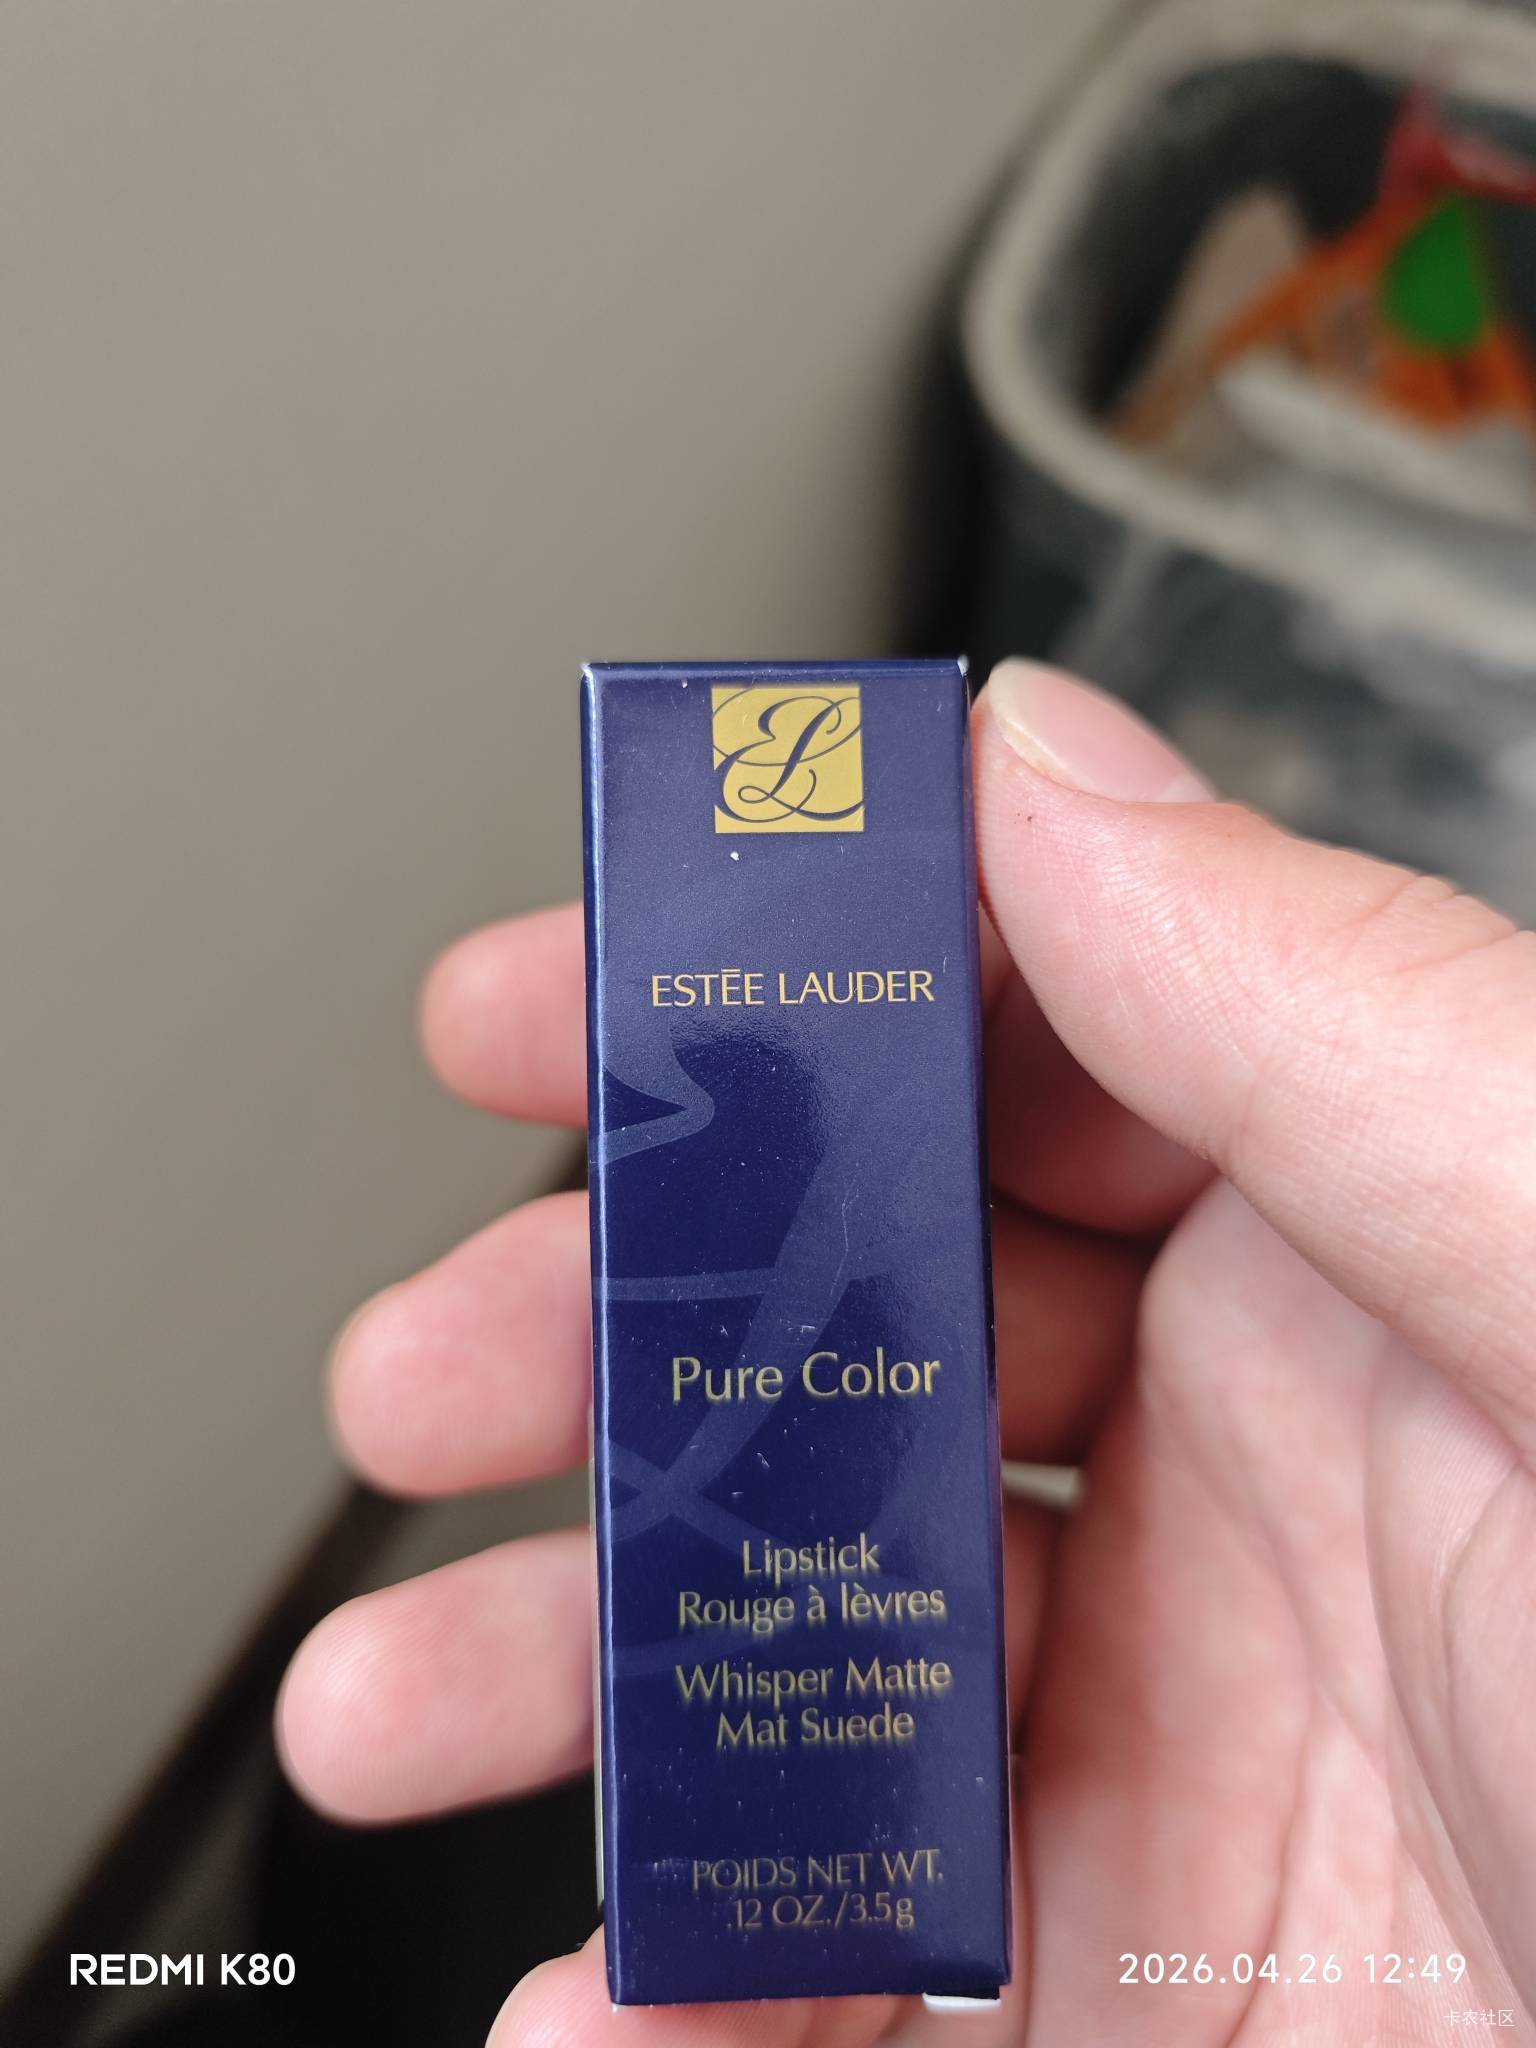 EL
ESTĒE LAUDER
Pure Color
Lipstick
Rouge à lèvres
Whisper Matte
Mat Suede
POIDS NET WT.
.12 OZ./3.5g
REDMI K80
2026.04.26 12:49
卡农社区